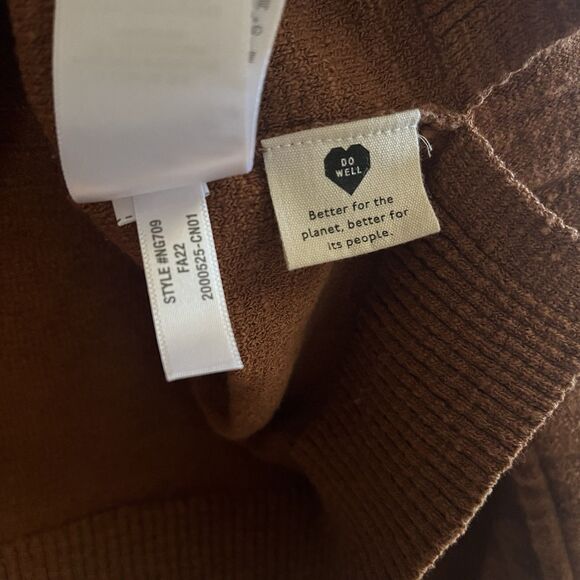 STYLE #NG709
FA22
2000525-CN01
DO
WELL
Better for the
planet, better for
its people.